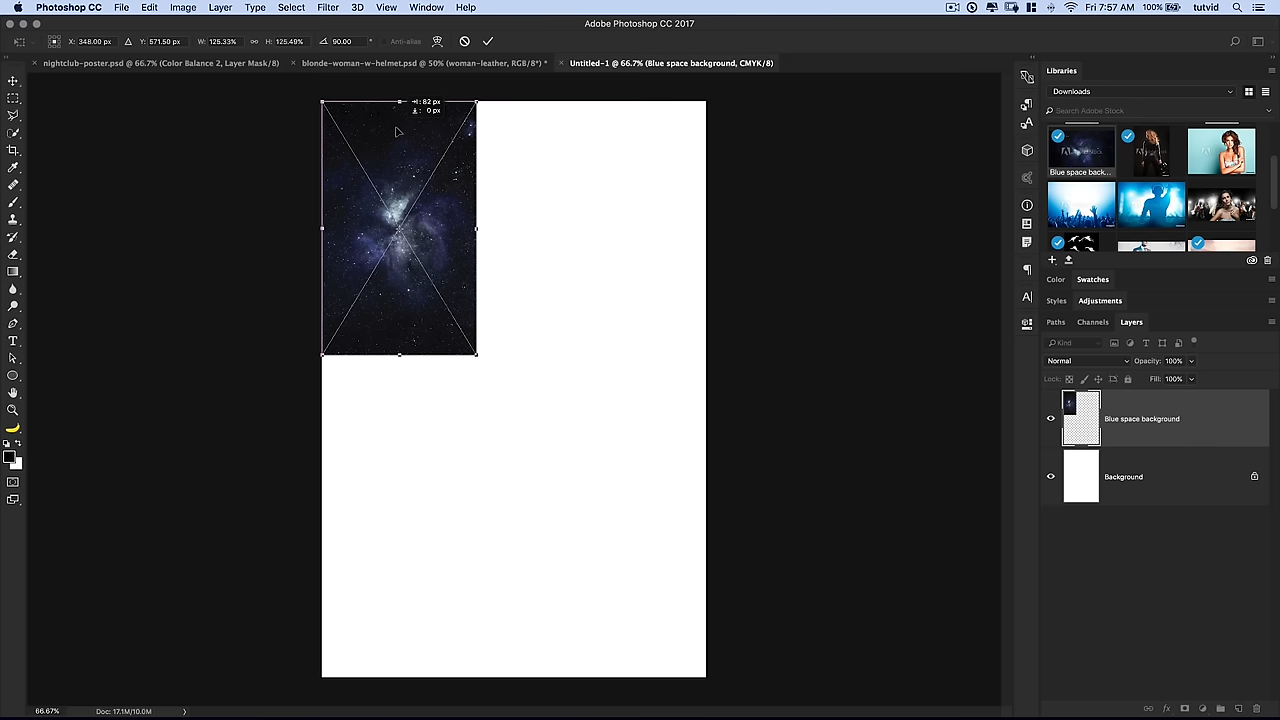 Photoshop CC File Edit Image Layer Type Select Filter 3D View Window Help Fri 7:57 AM 100% tutvid
Adobe Photoshop CC 2017
X: 348.00 px Y: 571.50 px W: 125.33% H: 125.49% 90.00 ° Anti-alias
nightclub-poster.psd @ 66.7% (Color Balance 2, Layer Mask/8) blonde-woman-w-helmet.psd @ 50% (woman-leather, RGB/8*) * Untitled-1 @ 66.7% (Blue space background, CMYK/8)
Libraries
Downloads
Search Adobe Stock
Blue space back...
H: 82 px
0 px
Color Swatches
Styles Adjustments
Paths Channels Layers
Kind
Normal Opacity: 100%
Lock: Fill: 100%
Blue space background
Background
66.67% Doc: 17.1M/10.0M